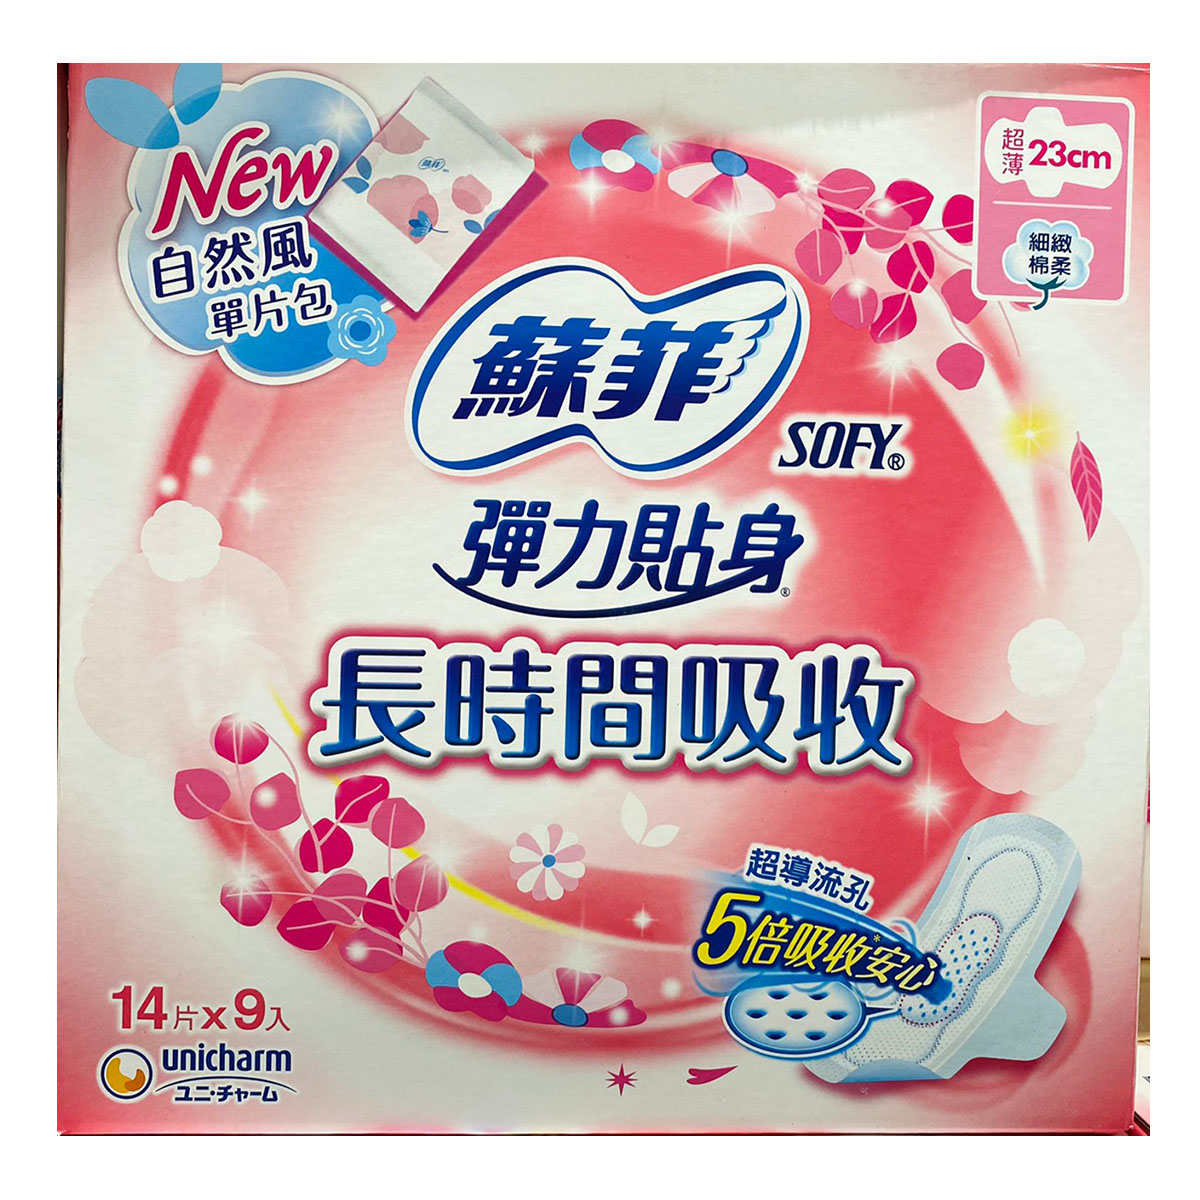 New
自然風
單片包
蘇菲
超薄 23cm
細緻
棉柔
蘇菲
SOFY®
彈力貼身®
長時間吸收
超導流孔
5倍吸收*安心
14片x9入
unicharm
ユニ・チャーム